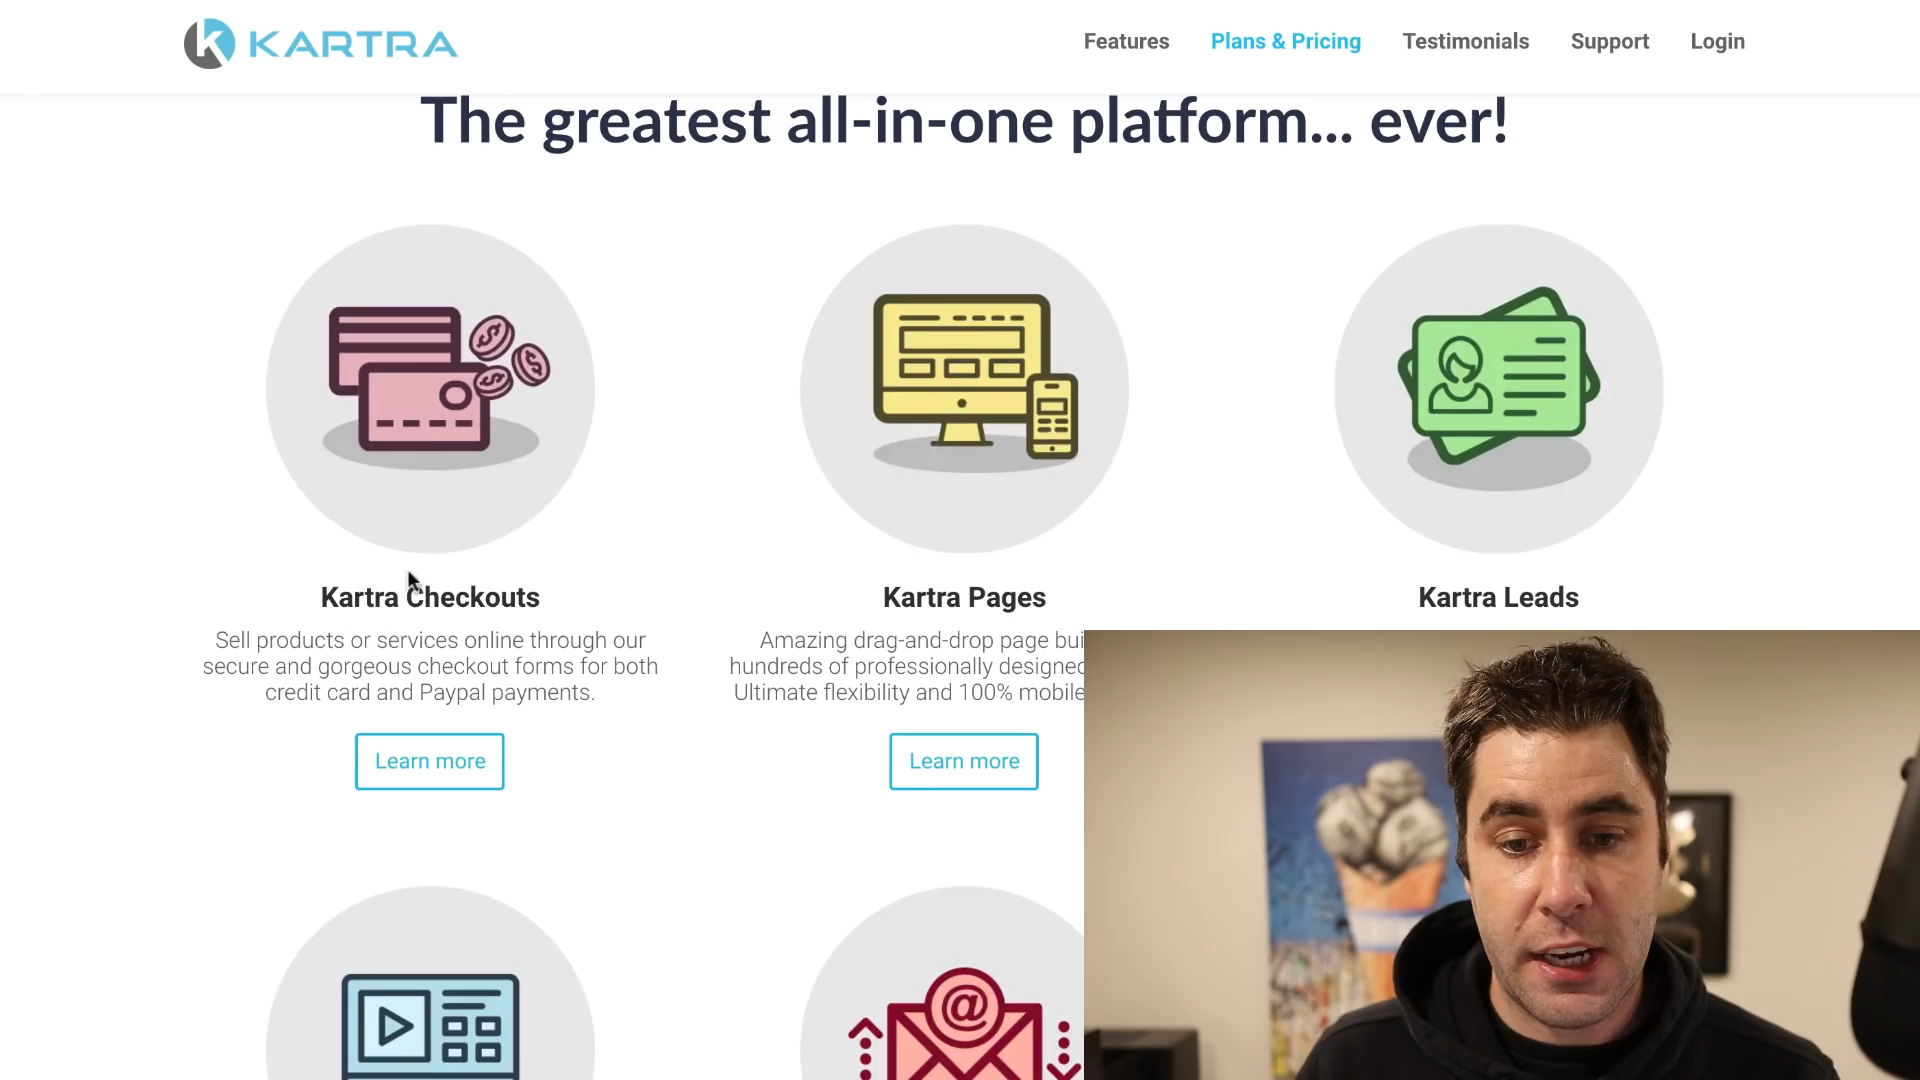 KARTRA
Features Plans & Pricing Testimonials Support Login
The greatest all-in-one platform... ever!
Kartra Checkouts
Sell products or services online through our
secure and gorgeous checkout forms for both
credit card and Paypal payments.
Learn more
Kartra Pages
Amazing drag-and-drop page
hundreds of professionally
Ultimate flexibility and 100% mobile
Learn more
Kartra Leads